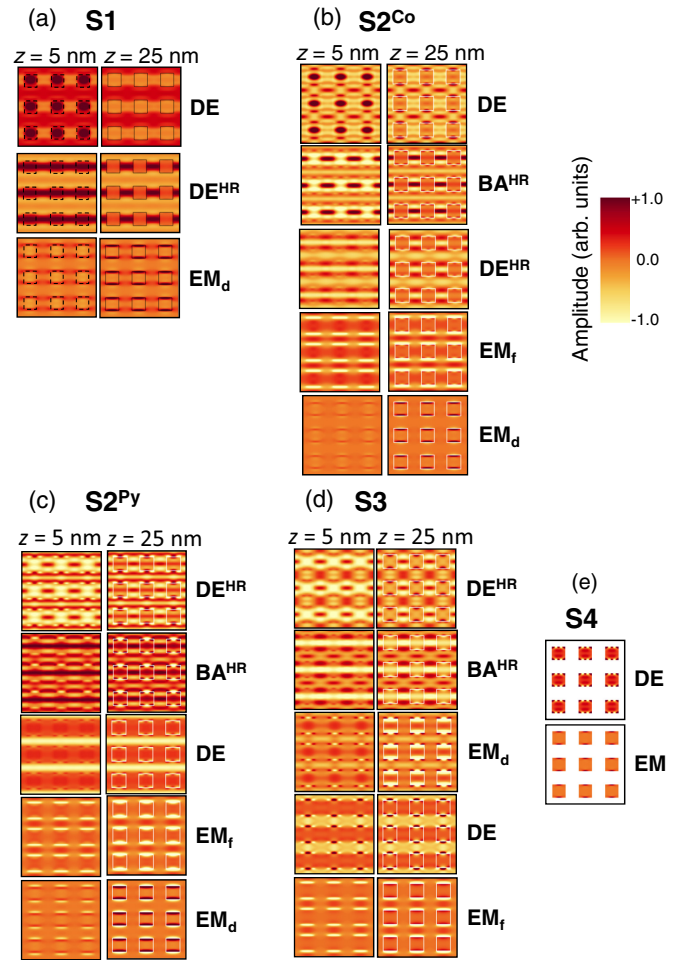 (a) S1
z = 5 nm z = 25 nm
DE
DE^HR
EM_d
(b) S2^Co
z = 5 nm z = 25 nm
DE
BA^HR
DE^HR
EM_f
EM_d
Amplitude (arb. units)
+1.0
0.0
-1.0
(c) S2^Py
z = 5 nm z = 25 nm
DE^HR
BA^HR
DE
EM_f
EM_d
(d) S3
z = 5 nm z = 25 nm
DE^HR
BA^HR
EM_d
DE
EM_f
(e)
S4
DE
EM